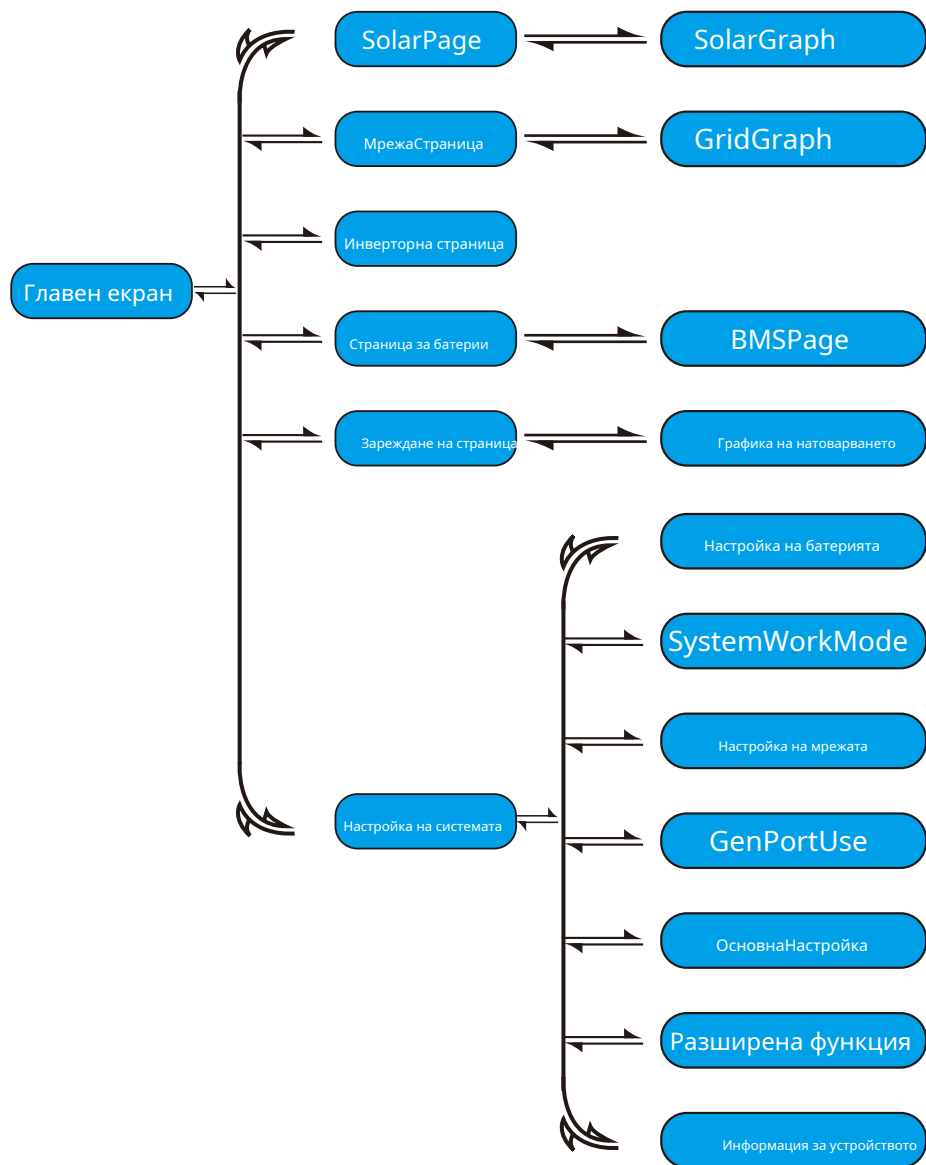 SolarPage
SolarGraph
МрежаСтраница
GridGraph
Инверторна страница
Главен екран
Страница за батерии
BMSPage
Зареждане на страница
Графика на натоварването
Настройка на батерията
SystemWorkMode
Настройка на мрежата
Настройка на системата
GenPortUse
ОсновнаНастройка
Разширена функция
Информация за устройството